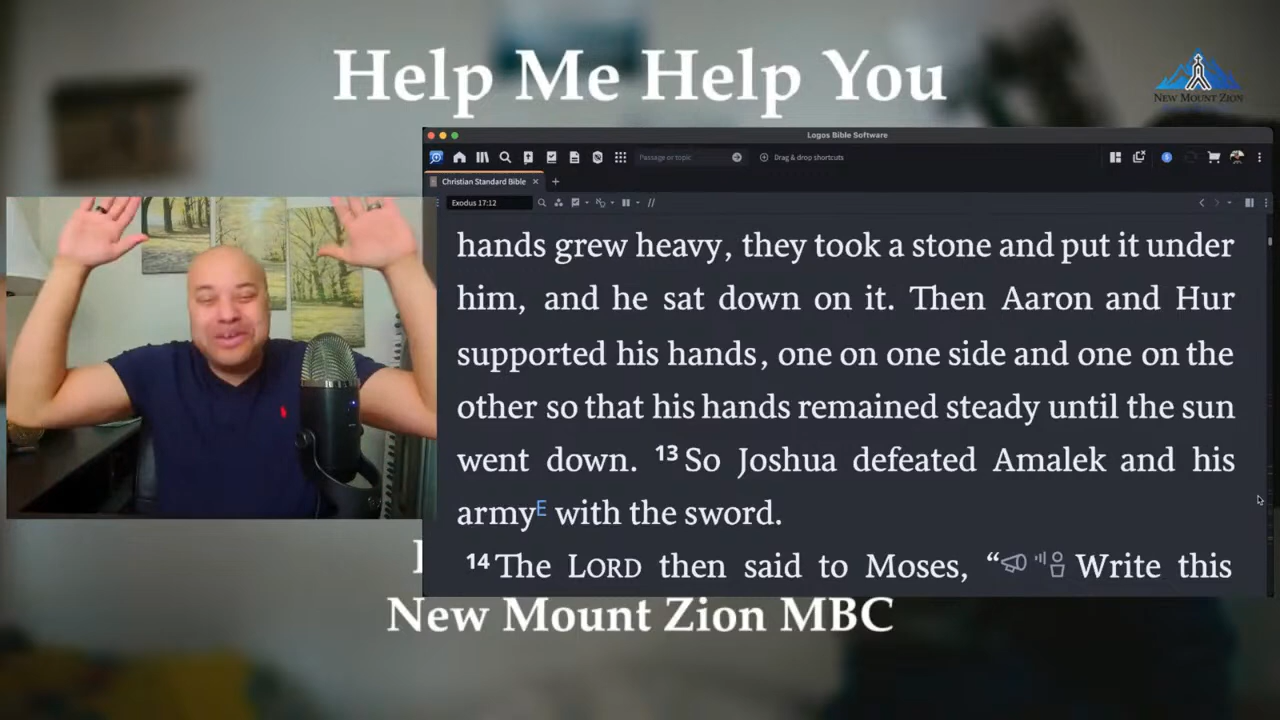 Help Me Help You
NEW MOUNT ZION
Logos Bible Software
Passage or topic
Drag & drop shortcuts
Christian Standard Bible
Exodus 17:12
hands grew heavy, they took a stone and put it under
him, and he sat down on it. Then Aaron and Hur
supported his hands, one on one side and one on the
other so that his hands remained steady until the sun
went down. 13 So Joshua defeated Amalek and his
army E with the sword.
14 The LORD then said to Moses, “ Write this
New Mount Zion MBC